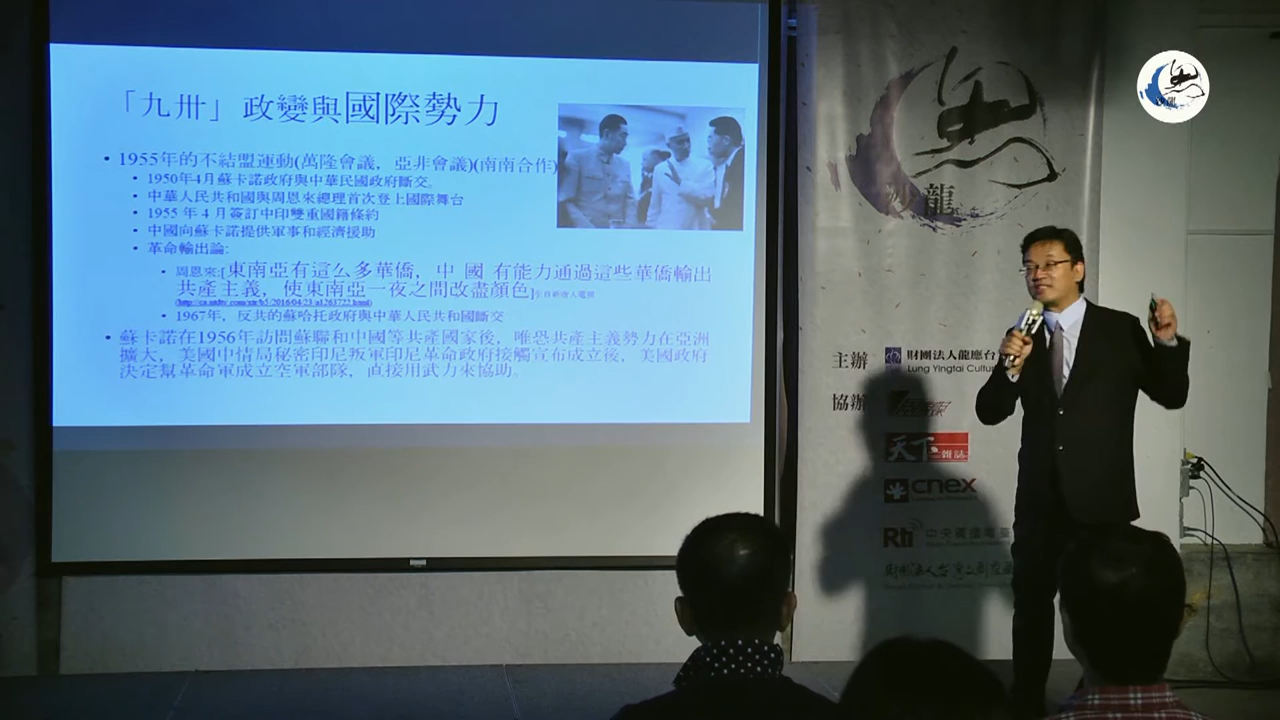 「九卅」政變與國際勢力
• 1955年的不結盟運動(萬隆會議，亞非會議)(南南合作)
• 1950年4月蘇卡諾政府與中華民國政府斷交。
• 中華人民共和國與周恩來總理首次登上國際舞台
• 1955 年 4 月簽訂中印雙重國籍條約
• 中國向蘇卡諾提供軍事和經濟援助
• 革命輸出論:
• 周恩來:[東南亞有這么多華僑，中 國 有能力通過這些華僑輸出
共產主義，使東南亞一夜之間改盡顏色]
• 1967年，反共的蘇哈托政府與中華人民共和國斷交
• 蘇卡諾在1956年訪問蘇聯和中國等共產國家後，唯恐共產主義勢力在亞洲
擴大，美國中情局秘密印尼叛軍印尼革命政府接觸宣布成立後，美國政府
決定幫革命軍成立空軍部隊，直接用武力來協助。
沙龍
主辦
財團法人龍應台
Lung Yingtai Cultur
協辦
天下雜誌
cnex
Rti 中央廣播電臺